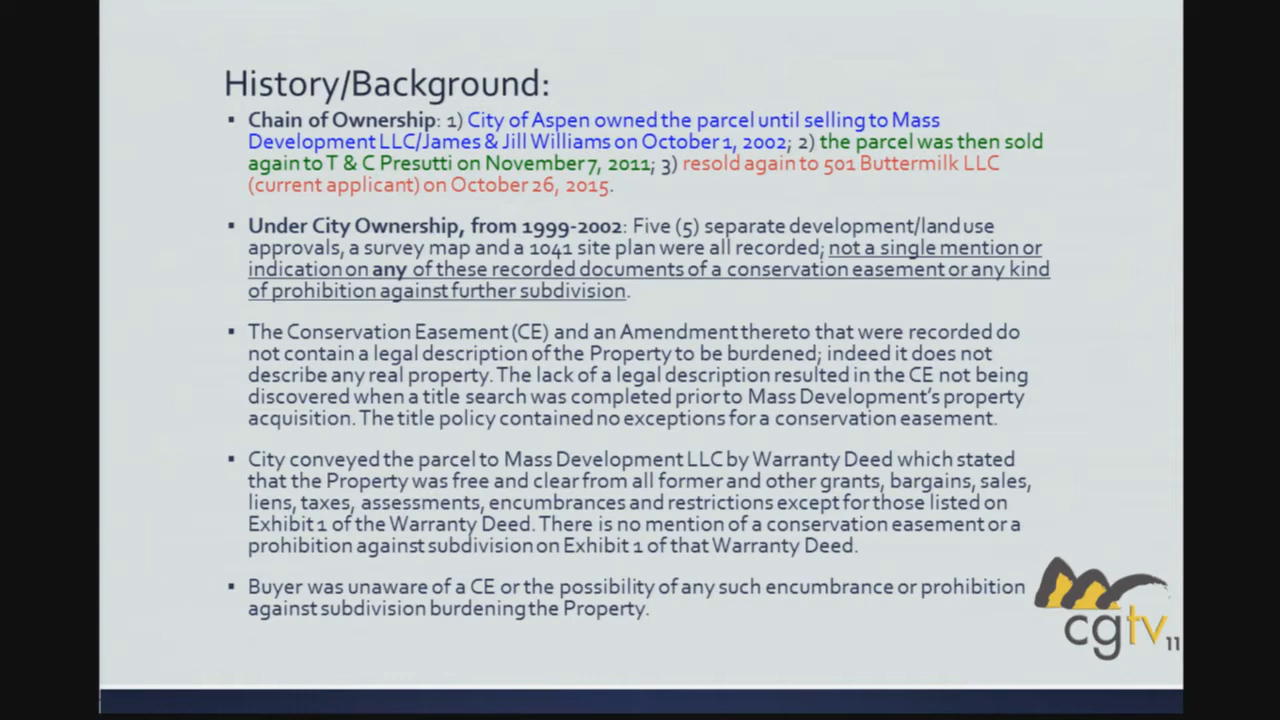 History/Background:
▪ Chain of Ownership: 1) City of Aspen owned the parcel until selling to Mass
Development LLC/James & Jill Williams on October 1, 2002; 2) the parcel was then sold
again to T & C Presutti on November 7, 2011; 3) resold again to 501 Buttermilk LLC
(current applicant) on October 26, 2015.
▪ Under City Ownership, from 1999-2002: Five (5) separate development/land use
approvals, a survey map and a 1041 site plan were all recorded; not a single mention or
indication on any of these recorded documents of a conservation easement or any kind
of prohibition against further subdivision.
▪ The Conservation Easement (CE) and an Amendment thereto that were recorded do
not contain a legal description of the Property to be burdened; indeed it does not
describe any real property. The lack of a legal description resulted in the CE not being
discovered when a title search was completed prior to Mass Development's property
acquisition. The title policy contained no exceptions for a conservation easement.
▪ City conveyed the parcel to Mass Development LLC by Warranty Deed which stated
that the Property was free and clear from all former and other grants, bargains, sales,
liens, taxes, assessments, encumbrances and restrictions except for those listed on
Exhibit 1 of the Warranty Deed. There is no mention of a conservation easement or a
prohibition against subdivision on Exhibit 1 of that Warranty Deed.
▪ Buyer was unaware of a CE or the possibility of any such encumbrance or prohibition
against subdivision burdening the Property.
cgtv 11